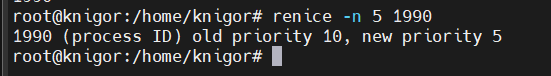 root@knigor:/home/knigor# renice -n 5 1990
1990 (process ID) old priority 10, new priority 5
root@knigor:/home/knigor#